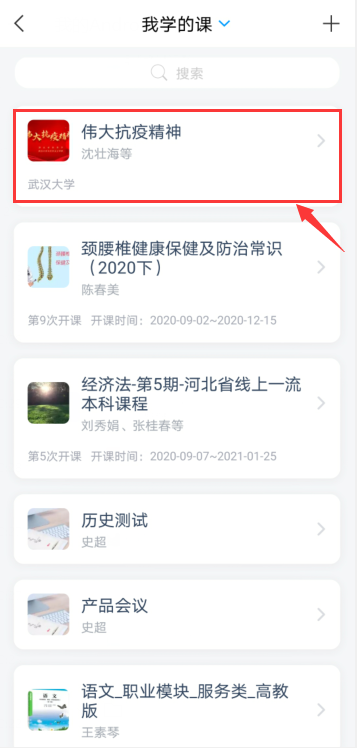 我学的课
搜索
伟大抗疫精神
沈壮海等
武汉大学
颈腰椎健康保健及防治常识
（2020下）
陈春美
第9次开课 开课时间：2020-09-02~2020-12-15
经济法-第5期-河北省线上一流
本科课程
刘秀娟、张桂春等
第5次开课 开课时间：2020-09-07~2021-01-25
历史测试
史超
产品会议
史超
语文
语文_职业模块_服务类_高教
版
王素琴